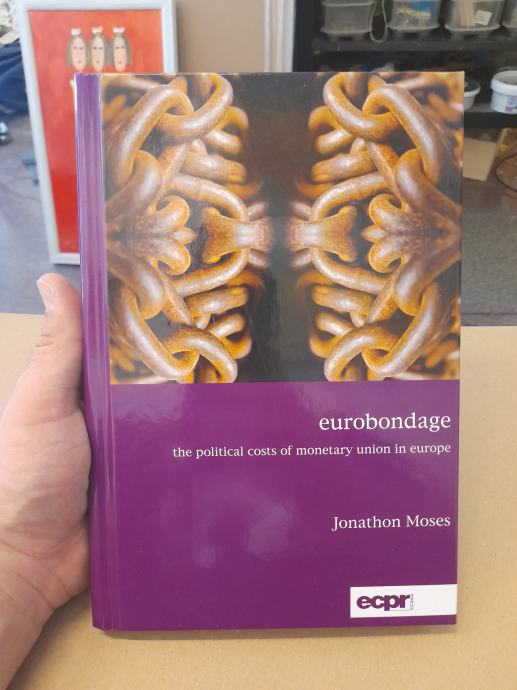 eurobondage
the political costs of monetary union in europe
Jonathon Moses
ecpr